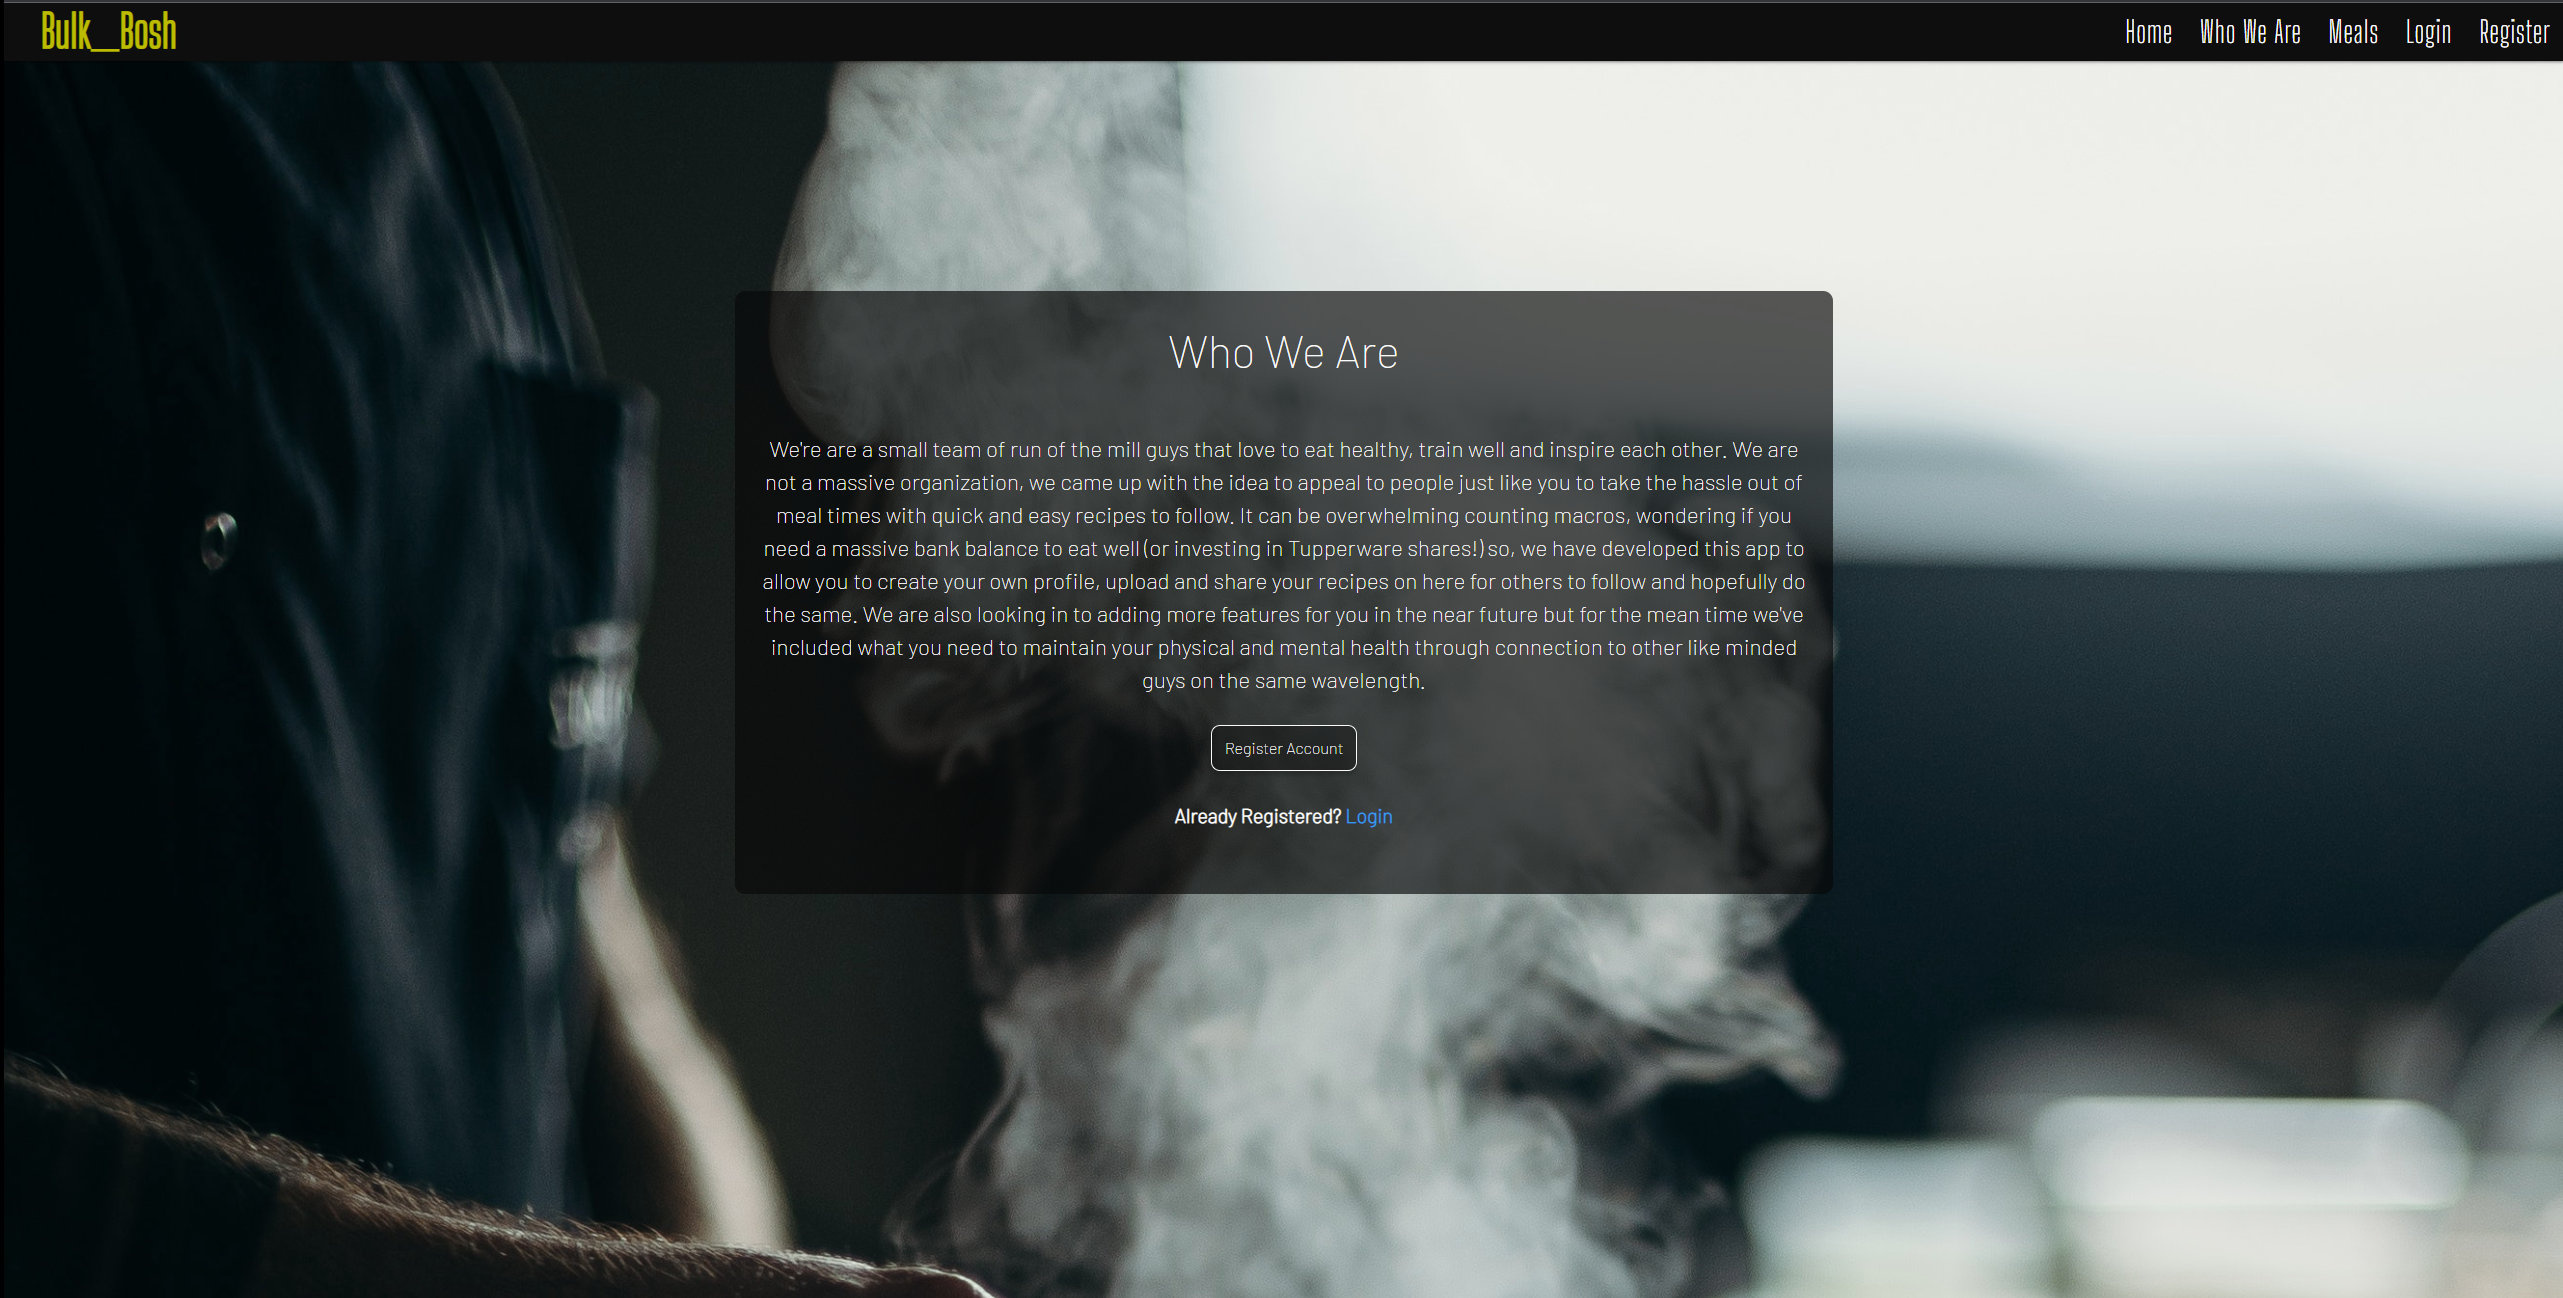 Bulk__Bosh
Home Who We Are Meals Login Register
Who We Are
We're are a small team of run of the mill guys that love to eat healthy, train well and inspire each other. We are
not a massive organization, we came up with the idea to appeal to people just like you to take the hassle out of
meal times with quick and easy recipes to follow. It can be overwhelming counting macros, wondering if you
need a massive bank balance to eat well (or investing in Tupperware shares!) so, we have developed this app to
allow you to create your own profile, upload and share your recipes on here for others to follow and hopefully do
the same. We are also looking in to adding more features for you in the near future but for the mean time we've
included what you need to maintain your physical and mental health through connection to other like minded
guys on the same wavelength.
Register Account
Already Registered? Login